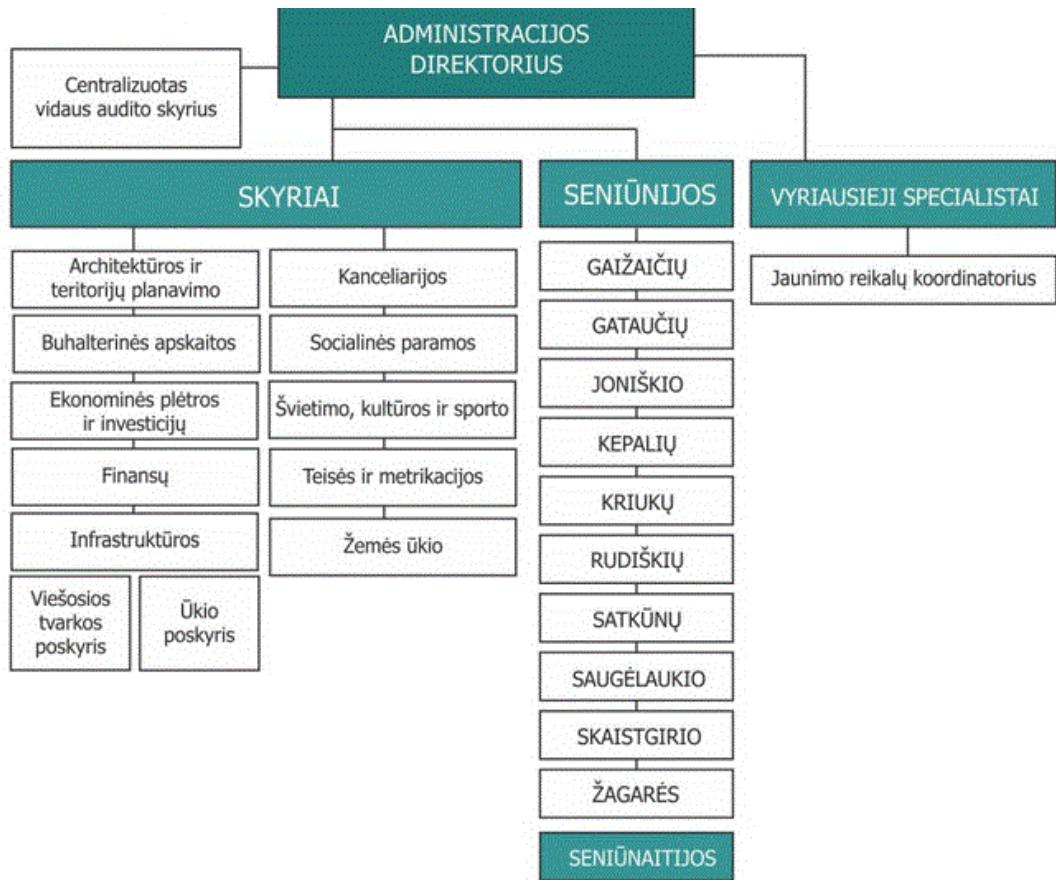 ADMINISTRACIJOS
DIREKTORIUS
Centralizuotas
vidaus audito skyrius
SKYRIAI
Architektūros ir
teritorijų planavimo
Buhalterinės apskaitos
Ekonominės plėtros
ir investicijų
Finansų
Infrastruktūros
Viešosios
tvarkos
poskyris
Ūkio
poskyris
Kanceliarijos
Socialinės paramos
Švietimo, kultūros ir sporto
Teisės ir metrikacijos
Žemės ūkio
SENIŪNIJOS
GAIŽAIČIŲ
GATAUČIŲ
JONIŠKIO
KEPALIŲ
KRIUKŲ
RUDIŠKIŲ
SATKŪNŲ
SAUGĖLAUKIO
SKAISTGIRIO
ŽAGARĖS
SENIŪNAITIJOS
VYRIAUSIEJI SPECIALISTAI
Jaunimo reikalų koordinatorius